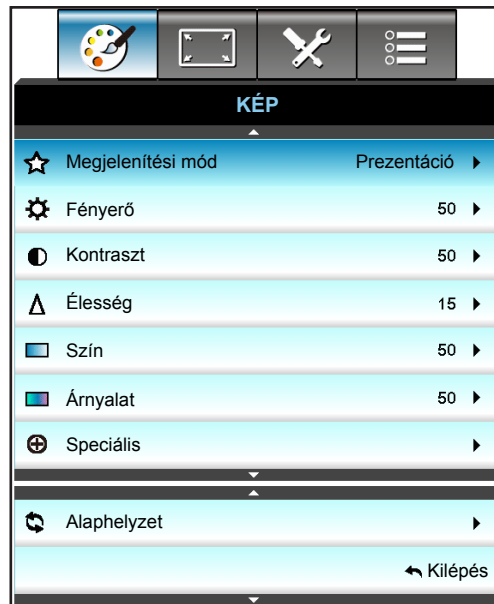 KÉP
Megjelenítési mód Prezentáció
Fényerő 50
Kontraszt 50
Élesség 15
Szín 50
Árnyalat 50
Speciális
Alaphelyzet
Kilépés